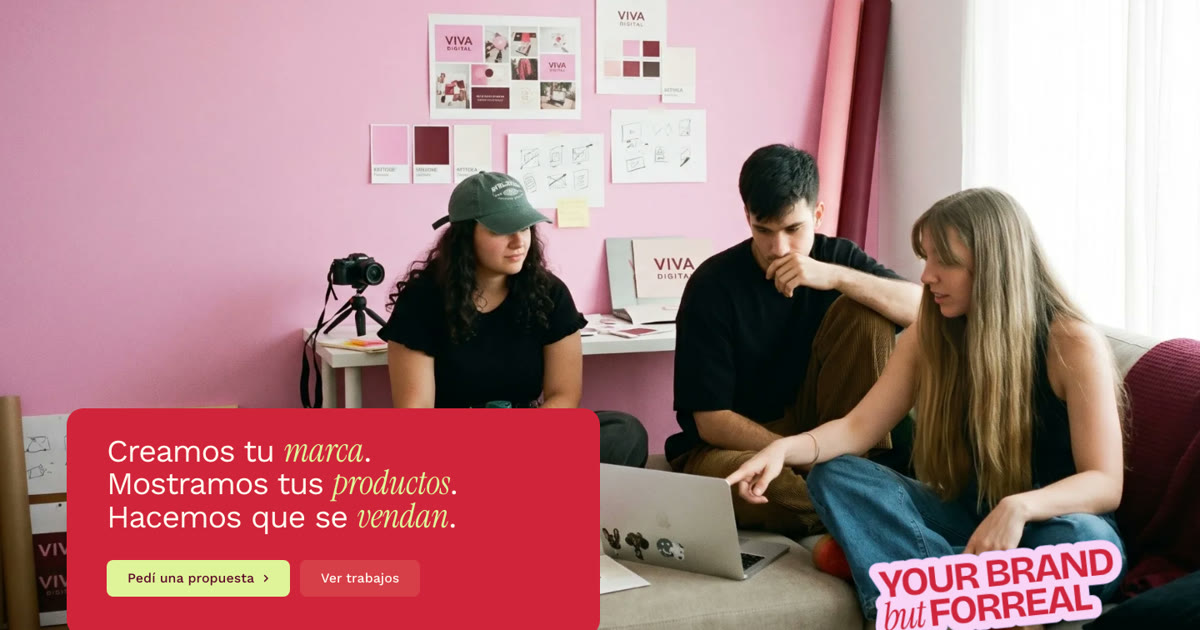 VIVA
DIGITAL
VIVA
DIGITAL
VIVA
DIGITAL
VIVA
DIGITAL
Creamos tu marca.
Mostramos tus productos.
Hacemos que se vendan.
Pedí una propuesta
Ver trabajos
YOUR BRAND
but FORREAL